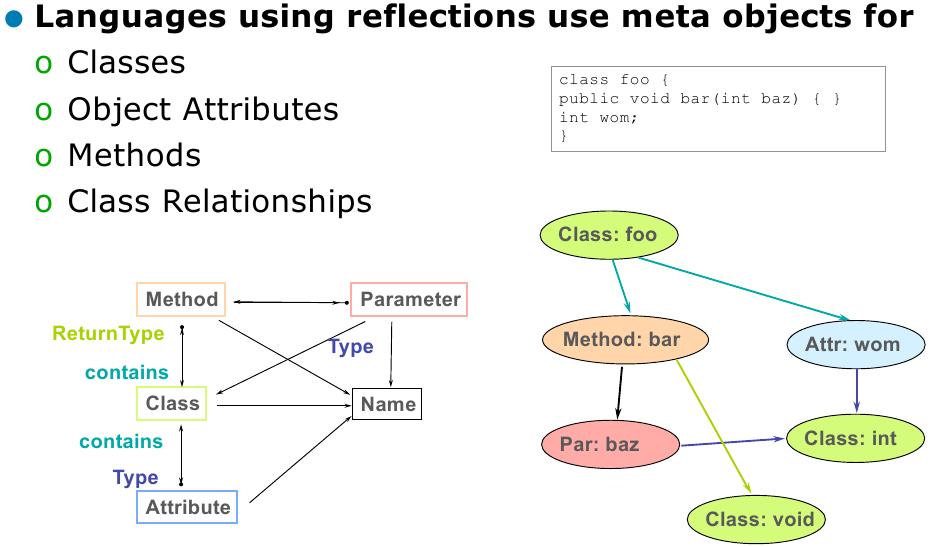 Languages using reflections use meta objects for
o Classes
o Object Attributes
o Methods
o Class Relationships
class foo {
public void bar(int baz) { }
int wom;
}
Method
Parameter
ReturnType
Type
contains
Class
Name
contains
Type
Attribute
Class: foo
Method: bar
Attr: wom
Par: baz
Class: int
Class: void